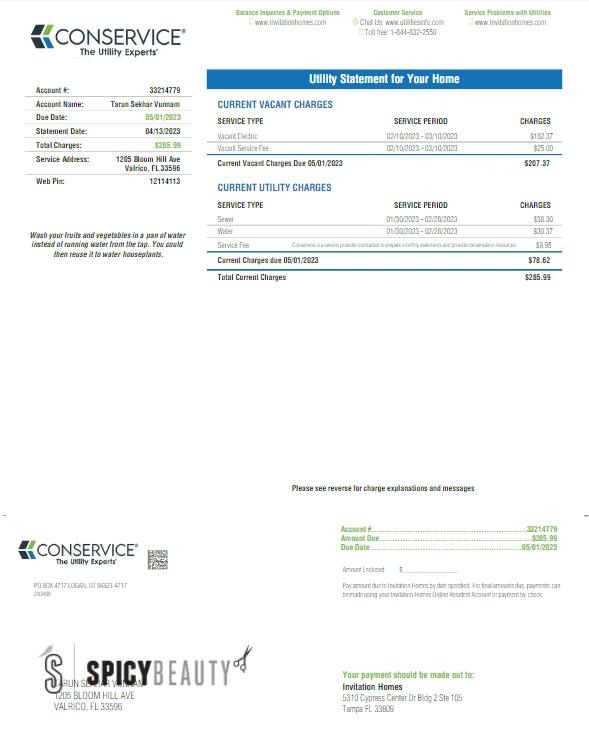 Balance Inquiries & Payment Options
www.invitationhomes.com
Customer Service
Chat Us: www.utilitiesinfo.com
Toll free: 1-844-832-2550
Service Problems with Utilities
www.invitationhomes.com
CONSERVICE®
The Utility Experts®
Account #: 33214779
Account Name: Tarun Sekhar Vunnam
Due Date: 05/01/2023
Statement Date: 04/13/2023
Total Charges: $285.99
Service Address: 1205 Bloom Hill Ave
Valrico, FL 33596
Web Pin: 12114113
Wash your fruits and vegetables in a pan of water
instead of running water from the tap. You could
then reuse it to water houseplants.
Utility Statement for Your Home
CURRENT VACANT CHARGES
SERVICE TYPE SERVICE PERIOD CHARGES
Vacant Electric 02/10/2023 - 03/10/2023 $182.37
Vacant Service Fee 02/10/2023 - 03/10/2023 $25.00
Current Vacant Charges Due 05/01/2023 $207.37
CURRENT UTILITY CHARGES
SERVICE TYPE SERVICE PERIOD CHARGES
Sewer 01/30/2023 - 02/28/2023 $38.30
Water 01/30/2023 - 02/28/2023 $30.37
Service Fee Conservice is a service provider contracted to prepare monthly statements and provide conservation resources. $9.95
Current Charges due 05/01/2023 $78.62
Total Current Charges $285.99
Please see reverse for charge explanations and messages
CONSERVICE®
The Utility Experts®
PO BOX 4717 LOGAN, UT 84323-4717
Account #........33214779
Amount Due........$285.99
Due Date ........05/01/2023
Amount Enclosed $
Pay amount due to Invitation Homes by date specified. For final amounts due, payments can
be made using your Invitation Homes Online Resident Account or payment by check.
S SPICYBEAUTY
TARUN SEKHAR VUNNAM
1205 BLOOM HILL AVE
VALRICO, FL 33596
Your payment should be made out to:
Invitation Homes
5310 Cypress Center Dr Bldg 2 Ste 105
Tampa FL 33609